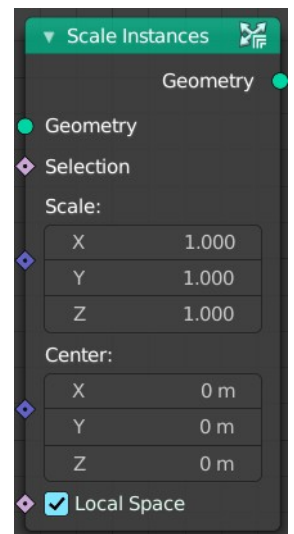 Scale Instances
Geometry
Geometry
Selection
Scale:
X 1.000
Y 1.000
Z 1.000
Center:
X 0 m
Y 0 m
Z 0 m
Local Space